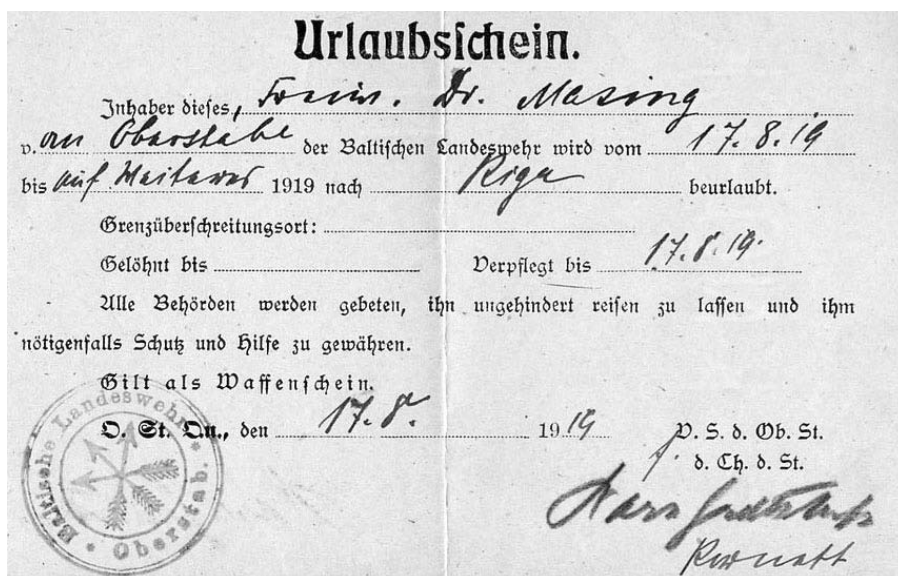 Urlaubsschein.
Inhaber dieses, Freiw. Dr. Masing
v. am Oberstabe der Baltischen Landeswehr wird vom 17.8.19
bis auf Weiteres 1919 nach Riga beurlaubt.
Grenzüberschreitungsort:
Gelöhnt bis Verpflegt bis 17.8.19.
Alle Behörden werden gebeten, ihn ungehindert reisen zu lassen und ihm
nötigenfalls Schutz und Hilfe zu gewähren.
Gilt als Waffenschein.
O. St. Qu., den 17.8. 1919 V. S. d. Ob. St.
f. d. Ch. d. St.
Kornett
Baltische Landeswehr. Oberstab.